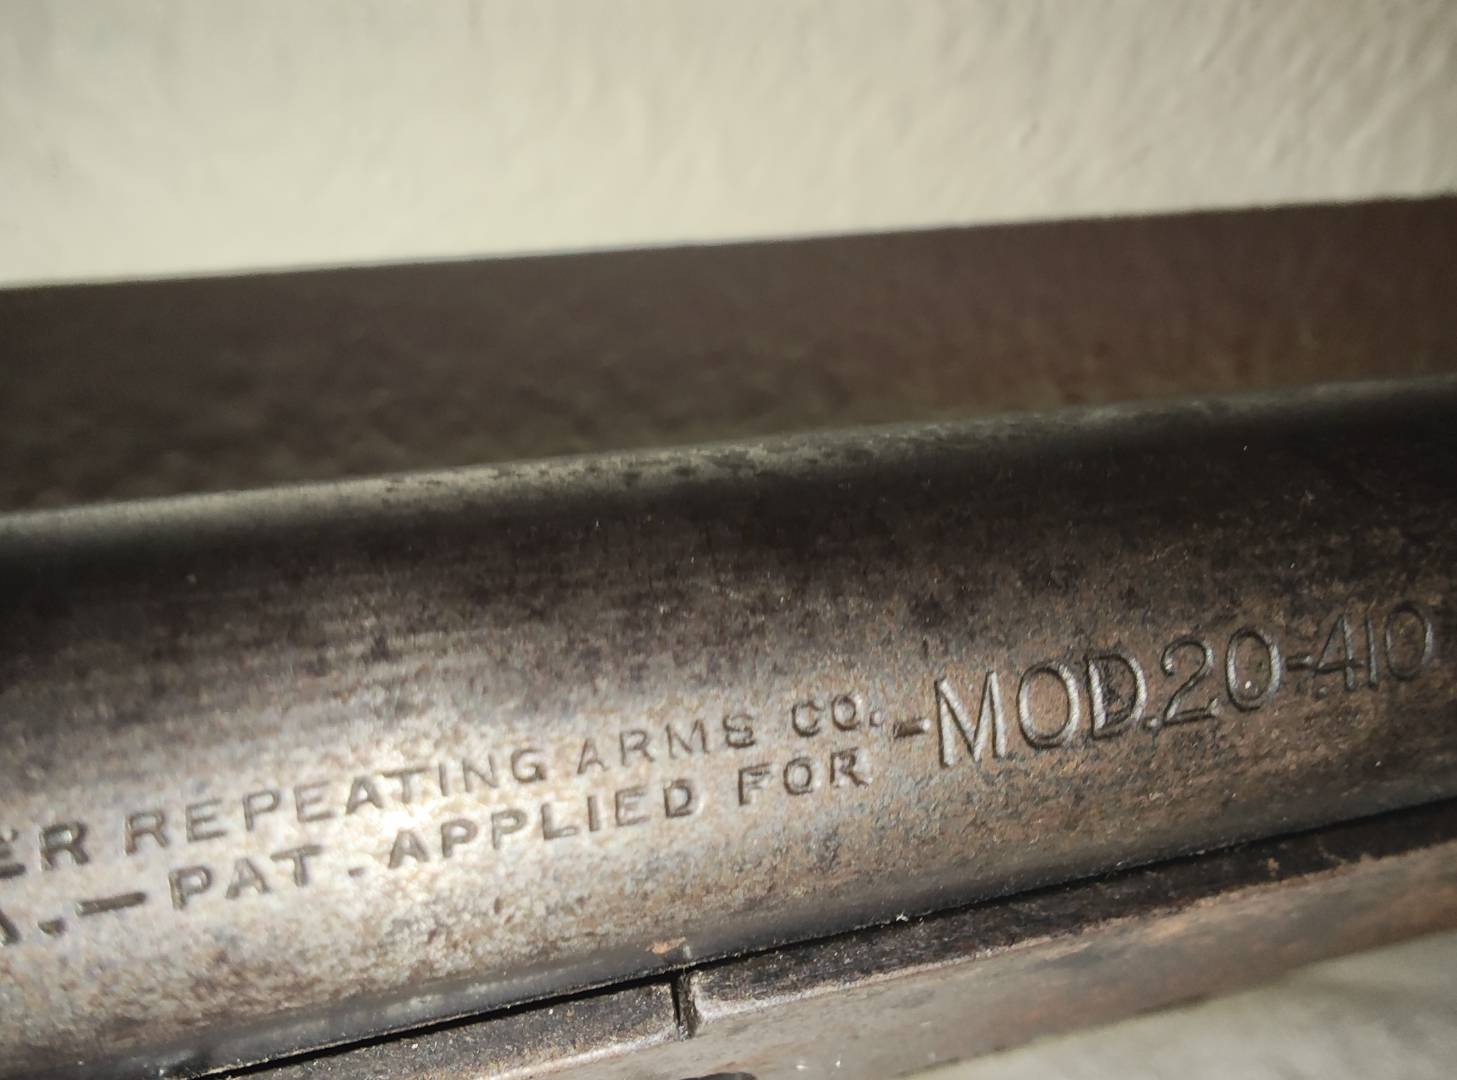 ER REPEATING ARMS CO. -MOD.20-410
A.-PAT. APPLIED FOR